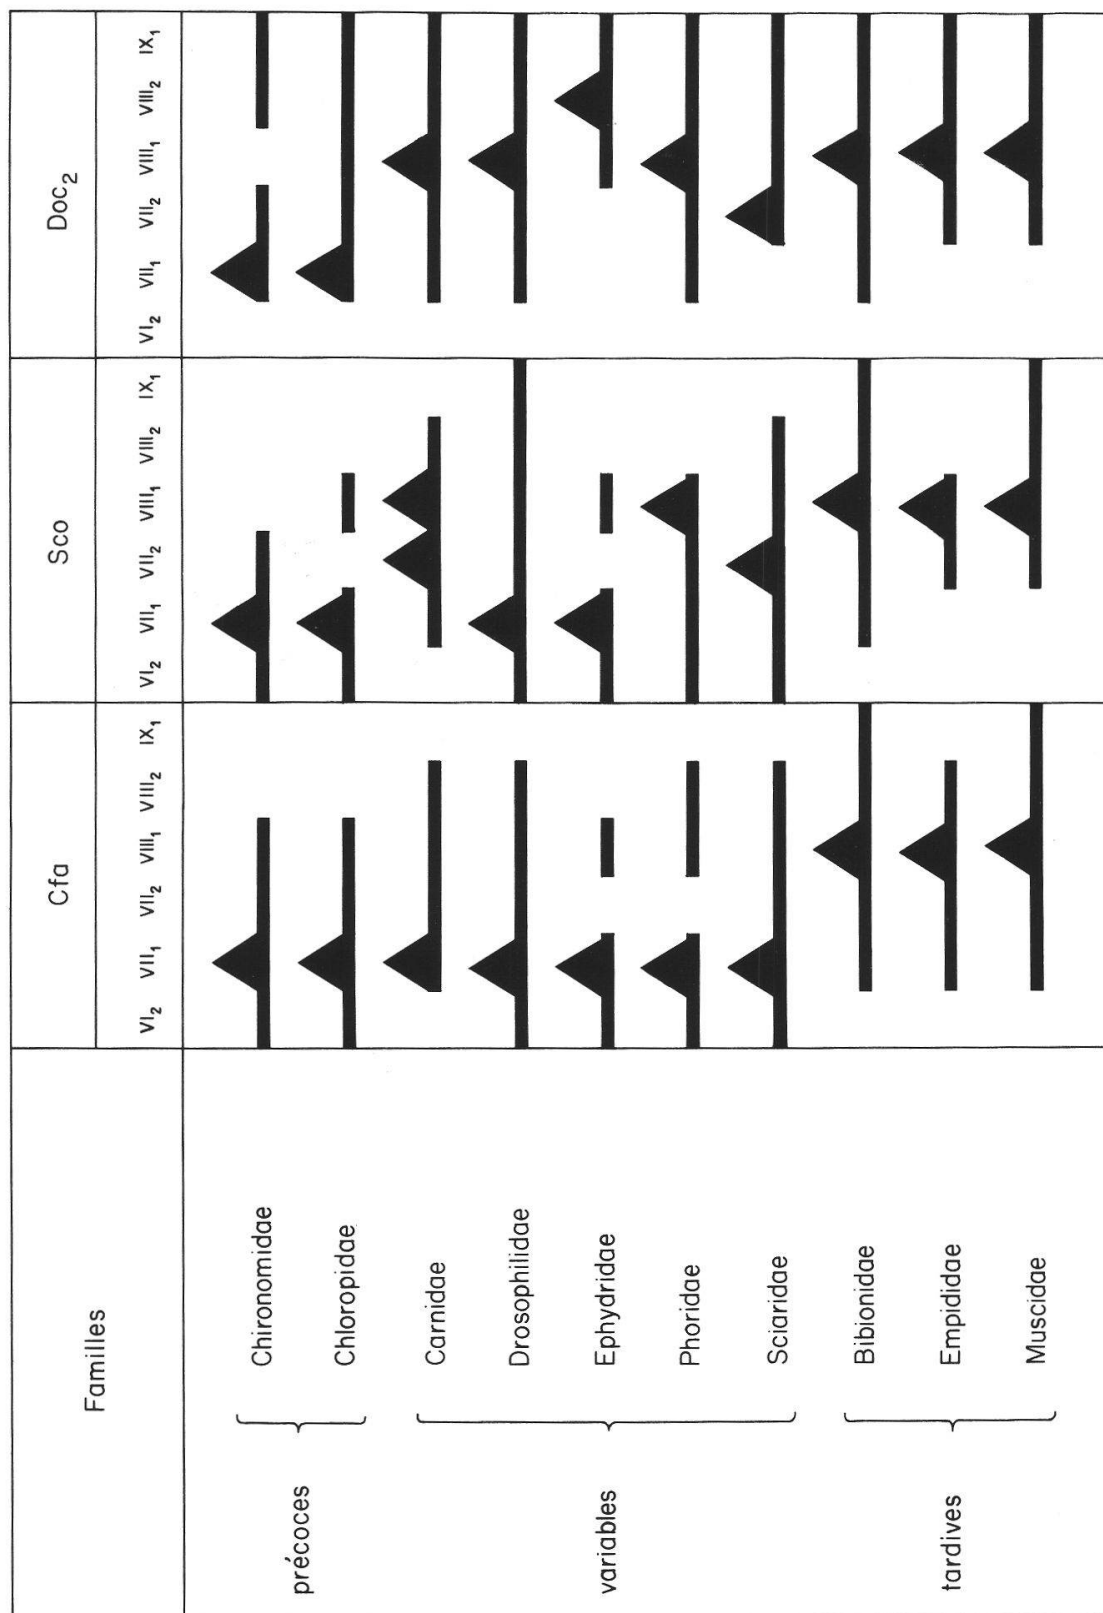 Familles Cfa Sco Doc₂
VI₂ VII₁ VII₂ VIII₁ VIII₂ IX₁ VI₂ VII₁ VII₂ VIII₁ VIII₂ IX₁ VI₂ VII₁ VII₂ VIII₁ VIII₂ IX₁
précoces
Chironomidae
Chloropidae
variables
Carnidae
Drosophilidae
Ephydridae
Phoridae
Sciaridae
tardives
Bibionidae
Empididae
Muscidae